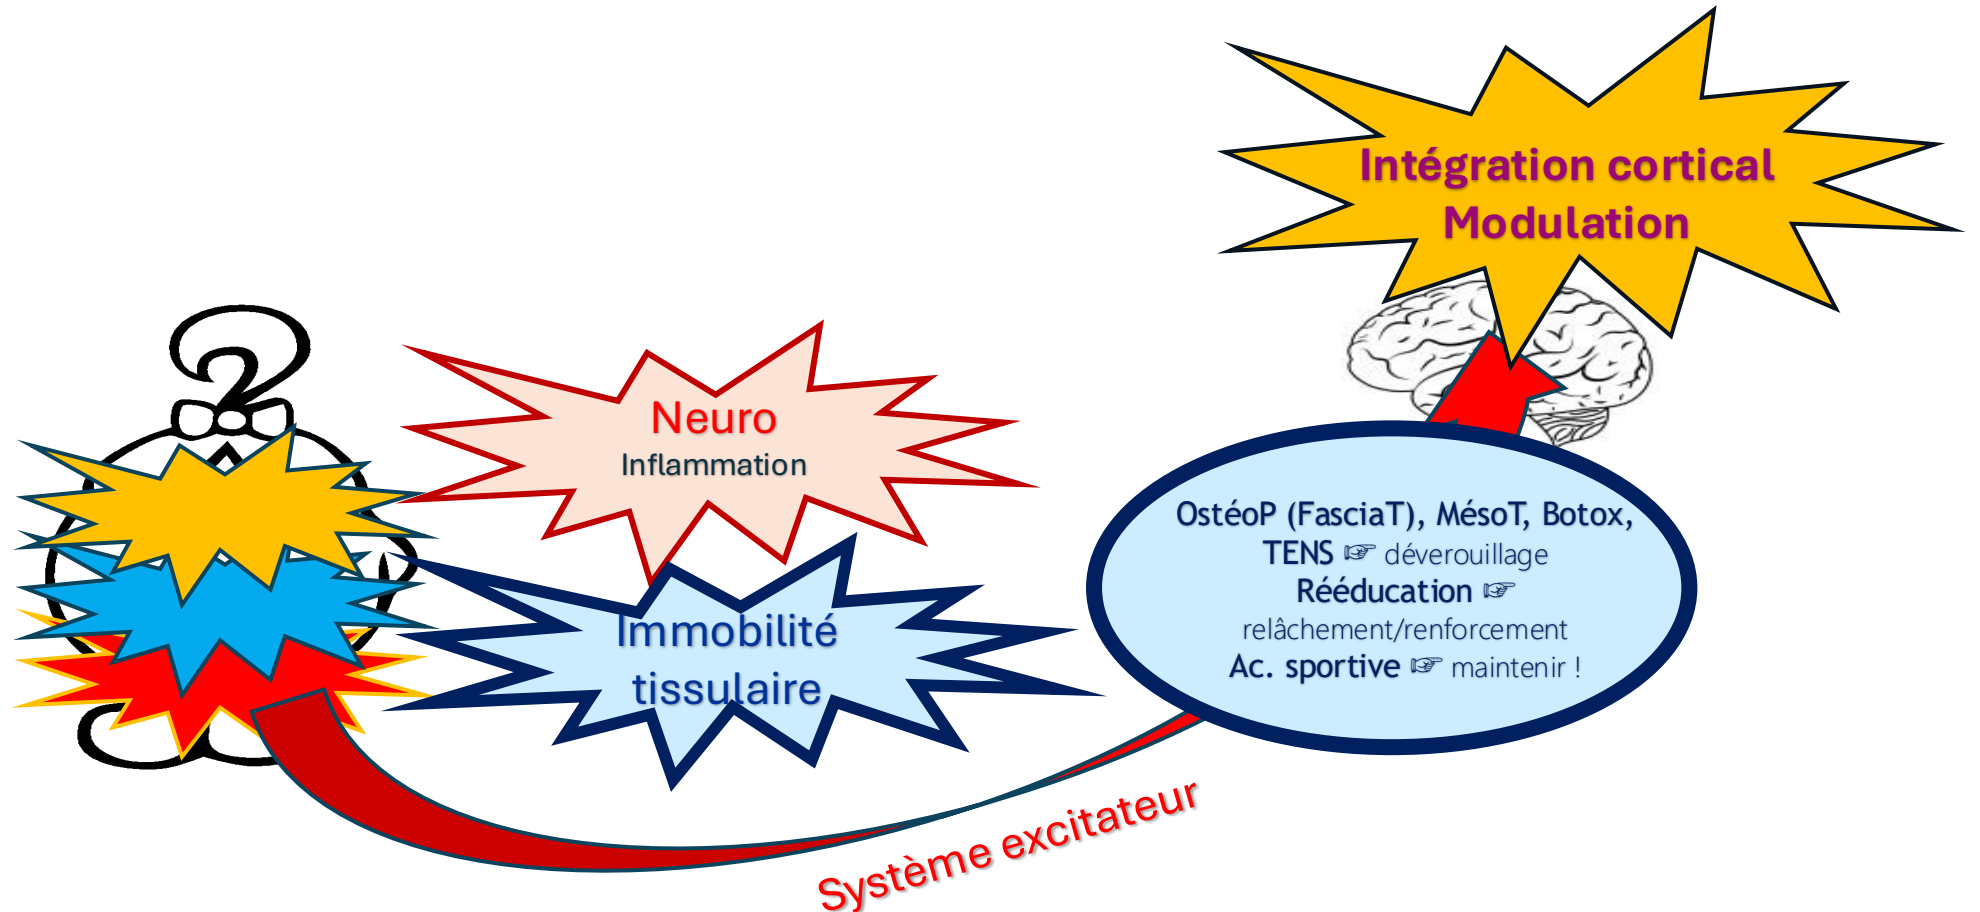 Intégration cortical
Modulation
Neuro
Inflammation
Immobilité
tissulaire
OstéoP (FasciaT), MésoT, Botox,
TENS ☞ déverouillage
Rééducation ☞
relâchement/renforcement
Ac. sportive ☞ maintenir !
Système excitateur